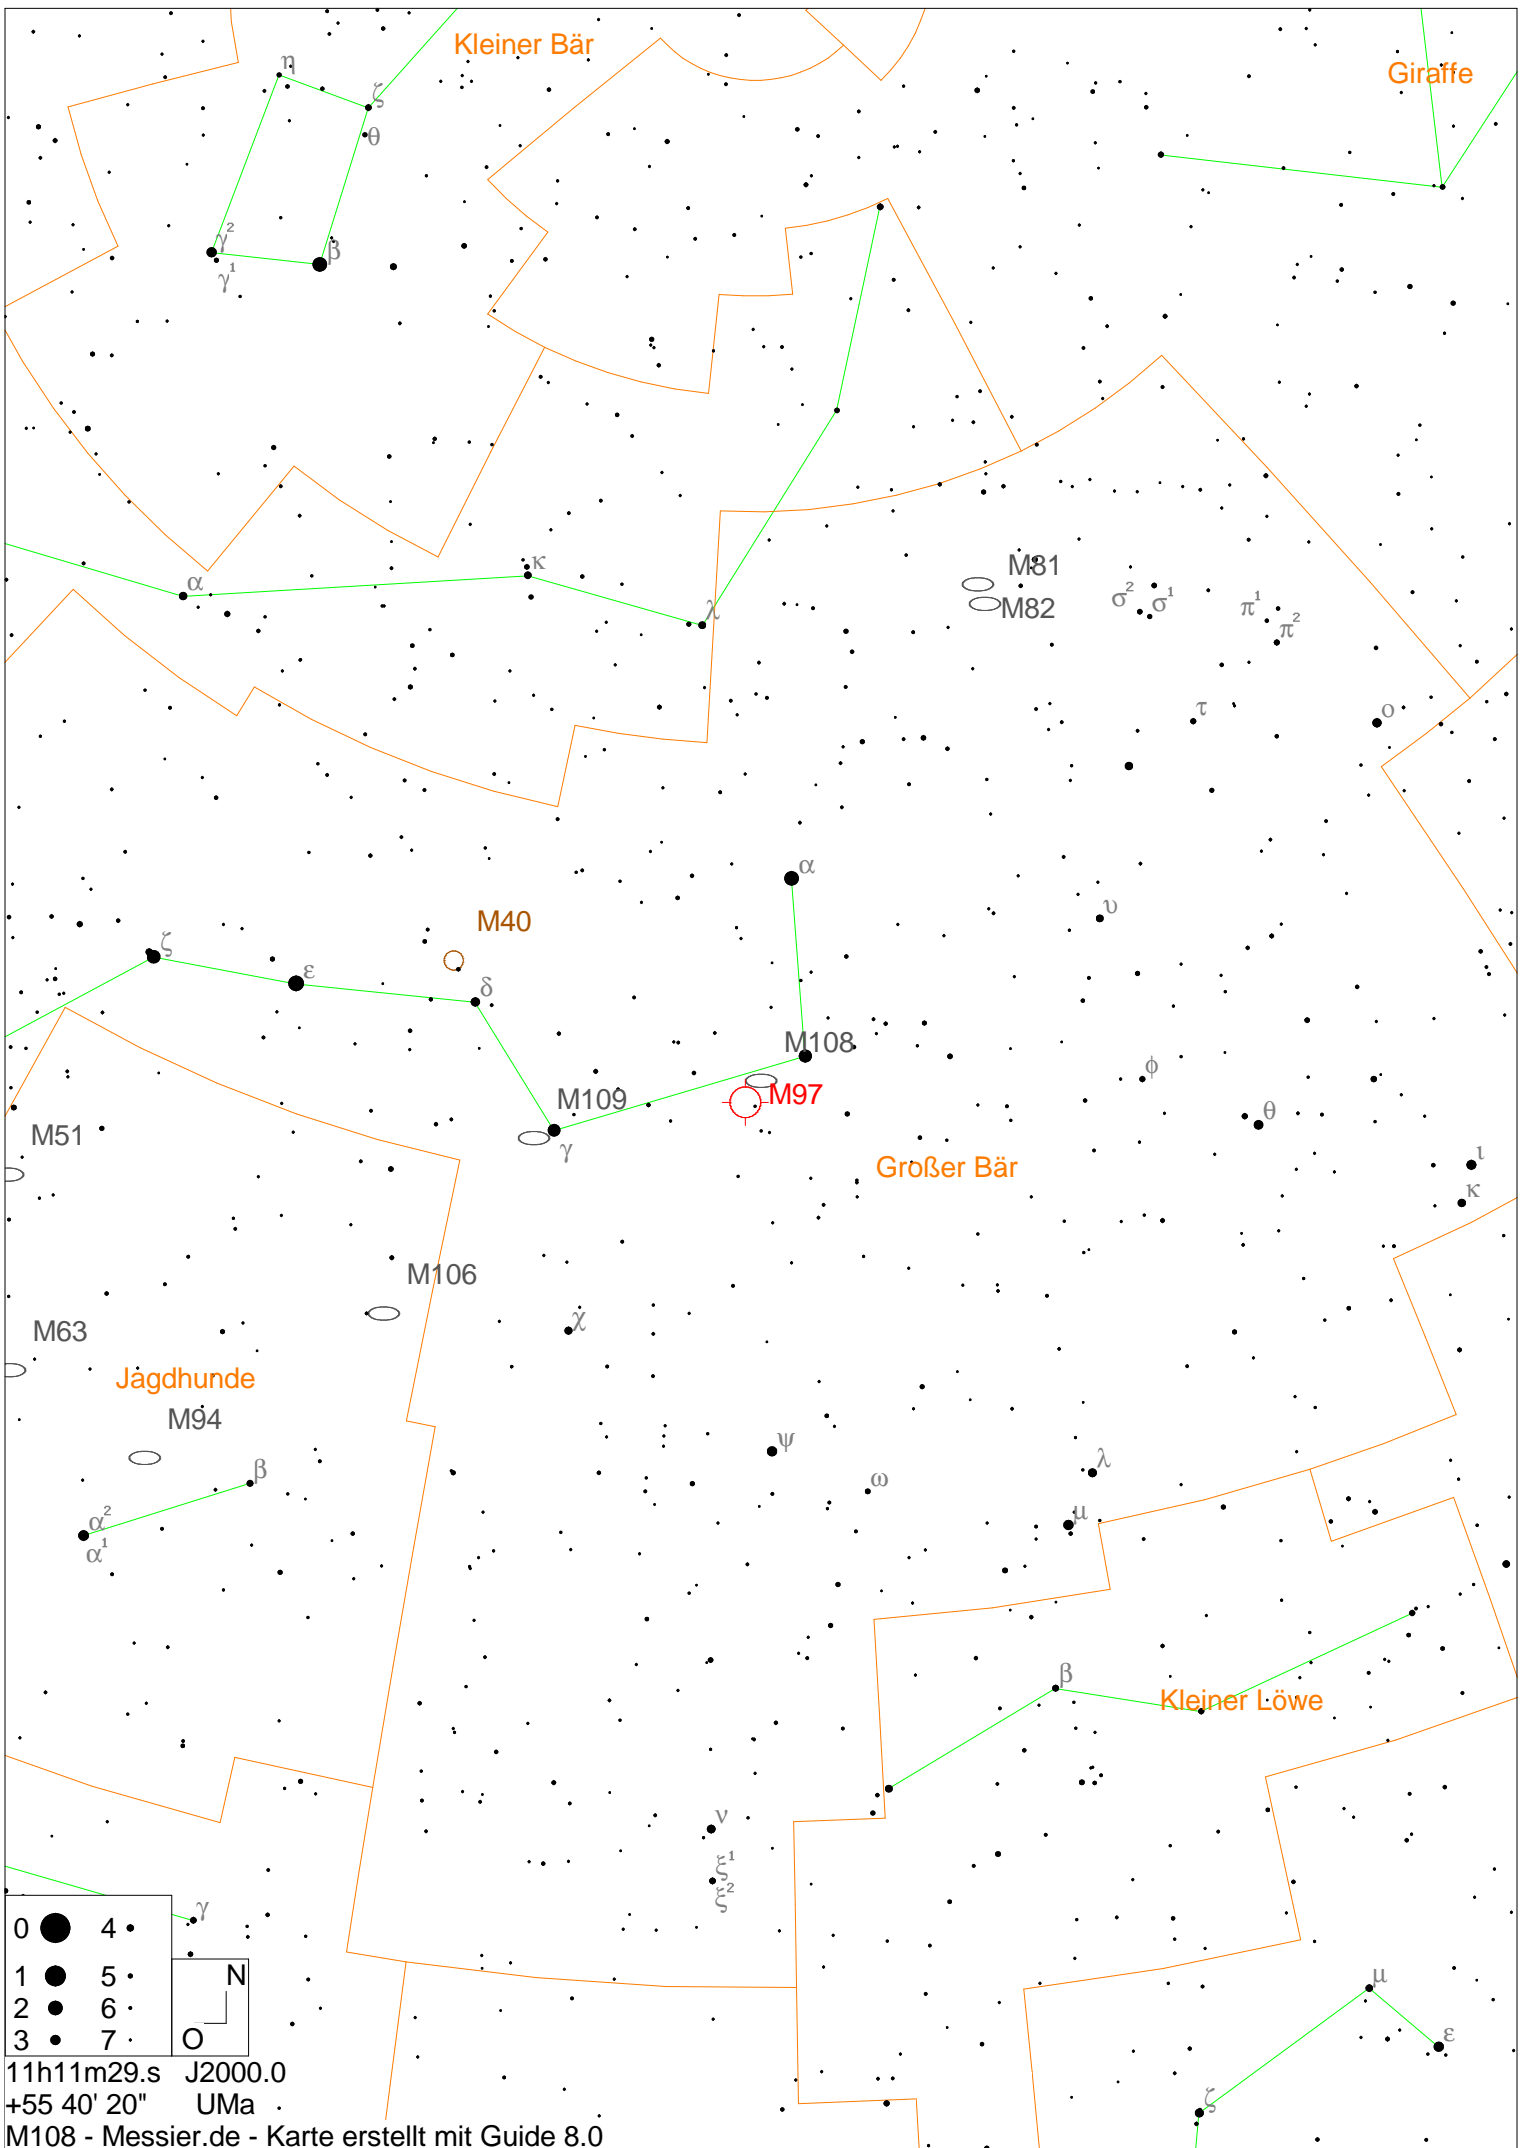 Kleiner Bär
Giraffe
η
ζ
θ
γ²
γ¹
β
α
κ
λ
M81
M82
σ²
σ¹
π¹
π²
τ
ο
α
υ
M40
ζ
ε
δ
M108
M97
M109
γ
φ
θ
ι
κ
M51
Großer Bär
M106
M63
χ
Jagdhunde
M94
β
ψ
ω
λ
μ
α²
α¹
β
Kleiner Löwe
ν
ξ¹
ξ²
γ
μ
ε
ζ
0 4
1 5
2 6
3 7
N
O
11h11m29.s J2000.0
+55 40' 20" UMa
M108 - Messier.de - Karte erstellt mit Guide 8.0